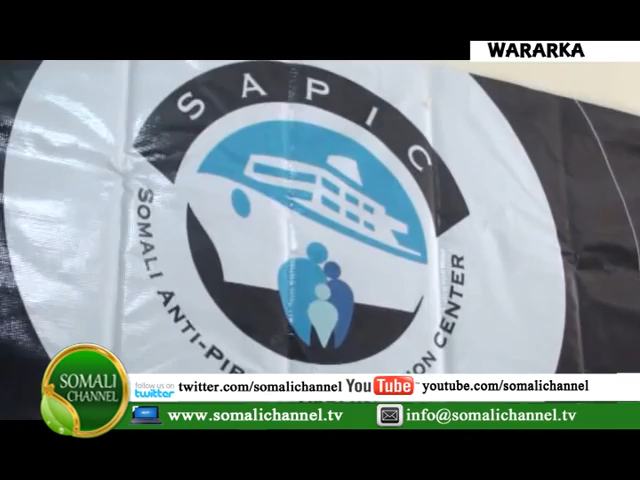 WARARKA
SAPIC
SOMALI ANTI-PI
ON CENTER
SOMALI
CHANNEL
follow us on
twitter
twitter.com/somalichannel
YouTube
youtube.com/somalichannel
www.somalichannel.tv
info@somalichannel.tv